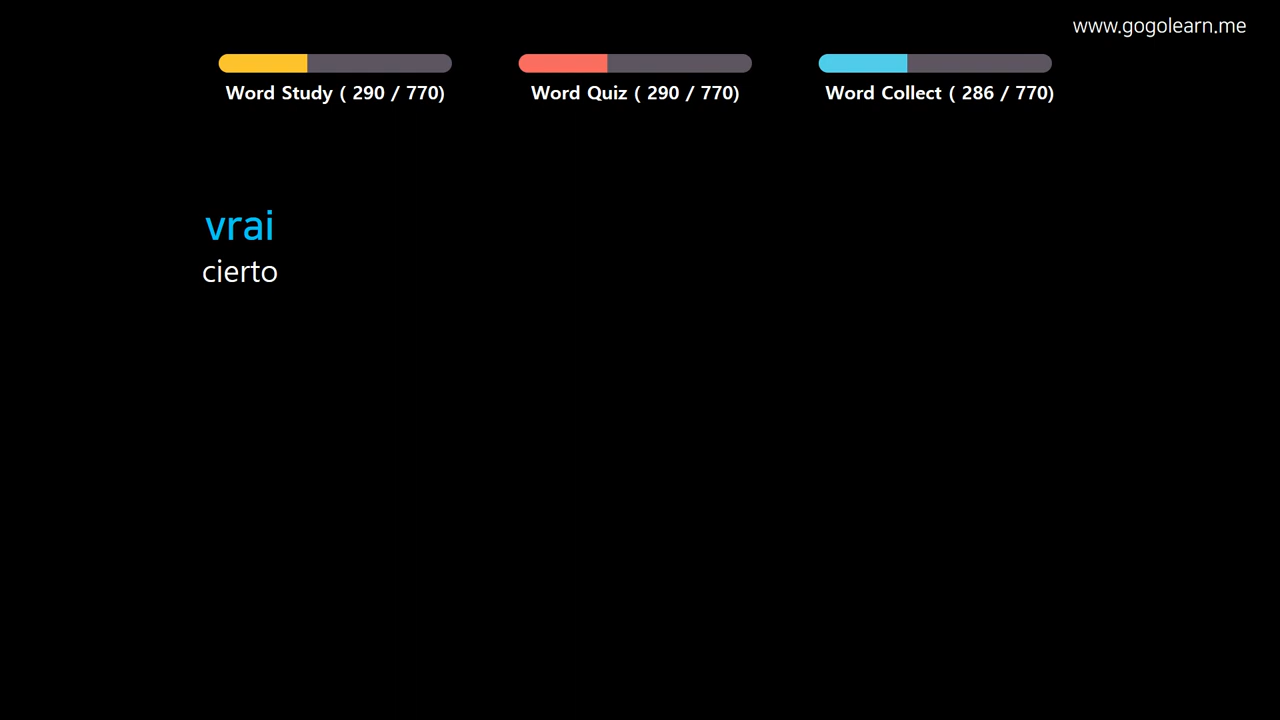 www.gogolearn.me
Word Study ( 290 / 770)
Word Quiz ( 290 / 770)
Word Collect ( 286 / 770)
vrai
cierto